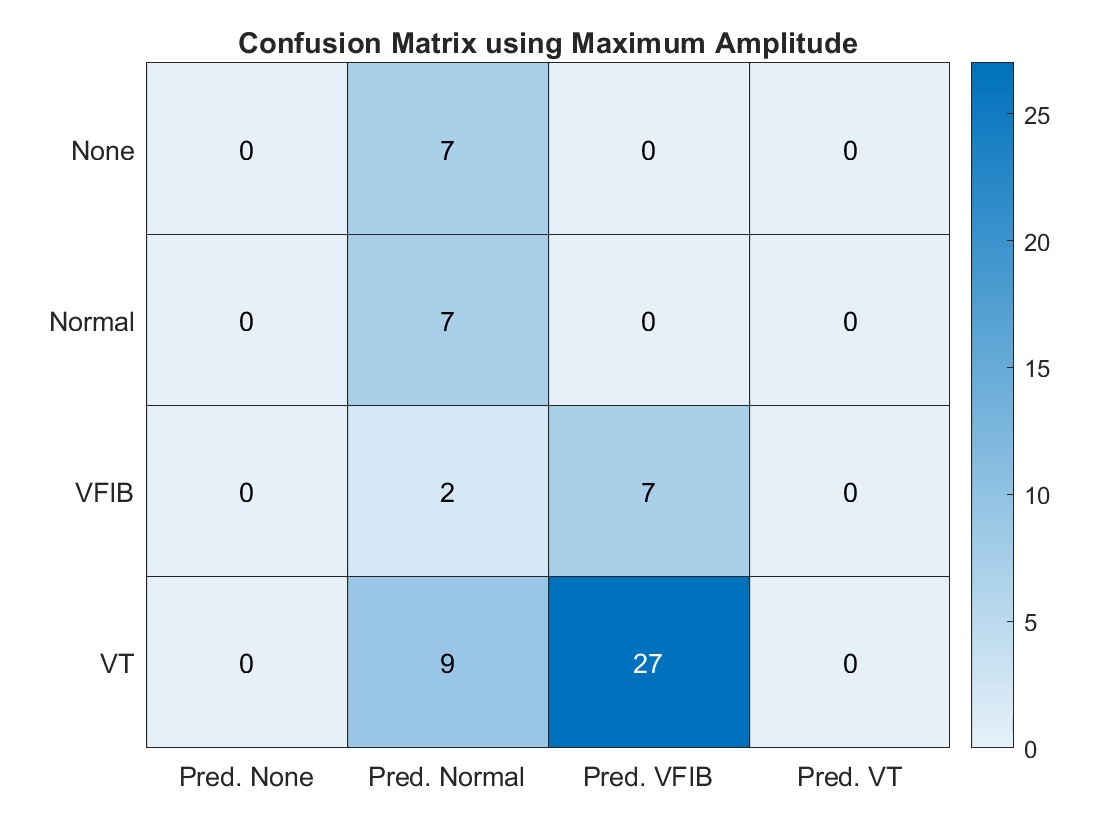 Confusion Matrix using Maximum Amplitude
None 0 7 0 0
Normal 0 7 0 0
VFIB 0 2 7 0
VT 0 9 27 0
Pred. None Pred. Normal Pred. VFIB Pred. VT
25
20
15
10
5
0